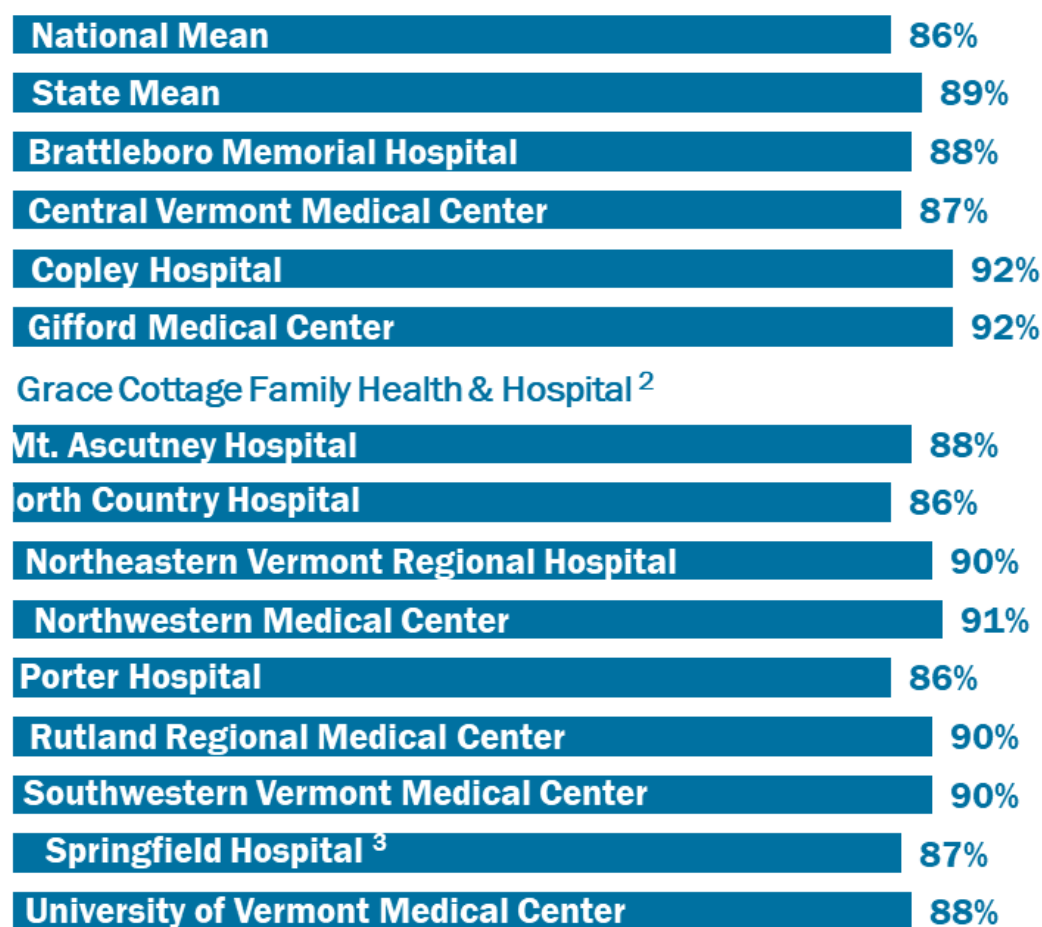 National Mean 86%
State Mean 89%
Brattleboro Memorial Hospital 88%
Central Vermont Medical Center 87%
Copley Hospital 92%
Gifford Medical Center 92%
Grace Cottage Family Health & Hospital 2
Mt. Ascutney Hospital 88%
orth Country Hospital 86%
Northeastern Vermont Regional Hospital 90%
Northwestern Medical Center 91%
Porter Hospital 86%
Rutland Regional Medical Center 90%
Southwestern Vermont Medical Center 90%
Springfield Hospital 3 87%
University of Vermont Medical Center 88%